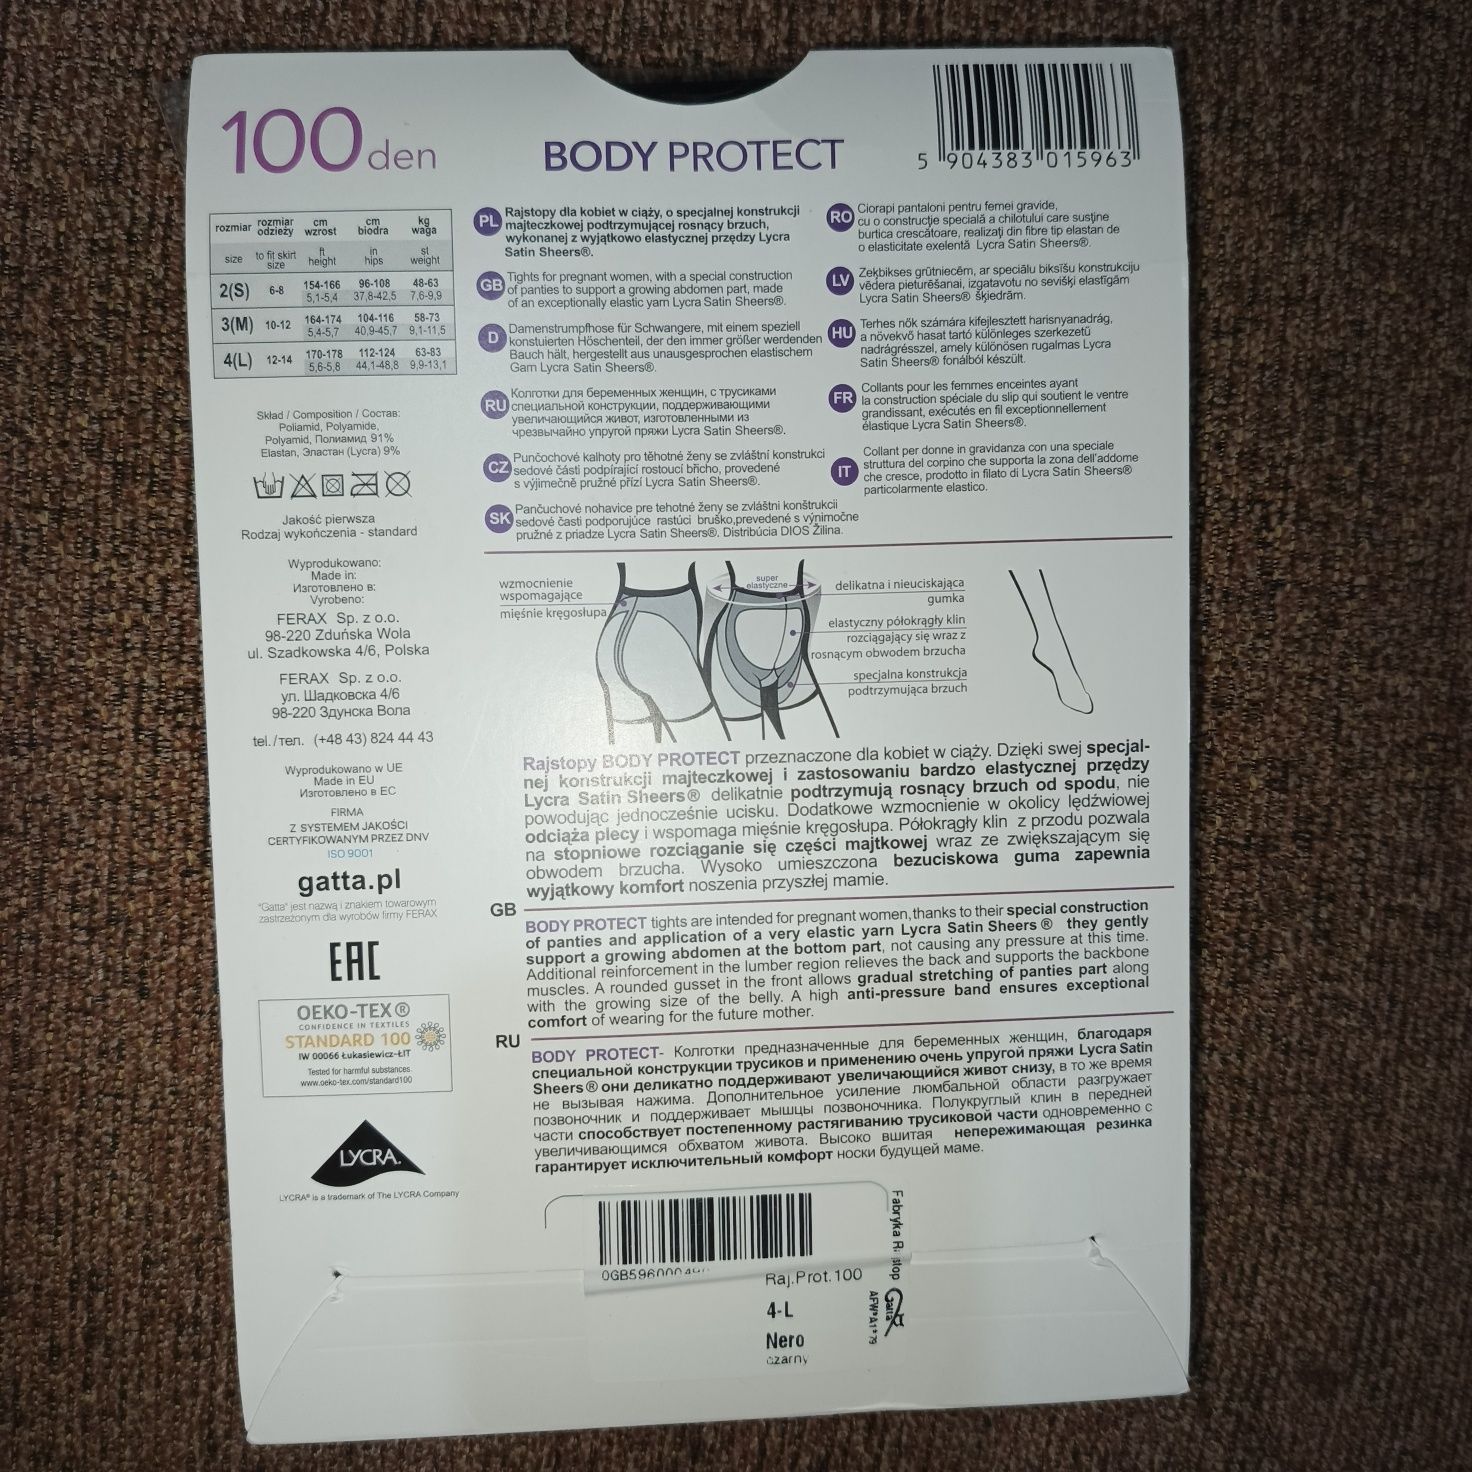 100 den
BODY PROTECT
5 904383 015963
rozmiar rozmiar odzieży cm wzrost cm biodra kg waga
size to fit skirt size ft height in hips st weight
2(S) 6-8 154-166 96-108 48-63
5,1-5,4 37,8-42,5 7,6-9,9
3(M) 10-12 164-174 104-116 58-73
5,4-5,7 40,9-45,7 9,1-11,5
4(L) 12-14 170-178 112-124 63-83
5,6-5,8 44,1-48,8 9,9-13,1
Skład / Composition / Состав:
Poliamid, Polyamide,
Polyamid, Полиамид 91%
Elastan, Эластан (Lycra) 9%
Jakość pierwsza
Rodzaj wykończenia - standard
Wyprodukowano:
Made in:
Изготовлено в:
Vyrobeno:
FERAX Sp. z o.o.
98-220 Zduńska Wola
ul. Szadkowska 4/6, Polska
FERAX Sp. z o.o.
ул. Шадковска 4/6
98-220 Здунска Вола
tel./тел. (+48 43) 824 44 43
Wyprodukowano w UE
Made in EU
Изготовлено в ЕС
FIRMA
Z SYSTEMEM JAKOŚCI
CERTYFIKOWANYM PRZEZ DNV
ISO 9001
gatta.pl
"Gatta" jest nazwą i znakiem towarowym
zastrzeżonym dla wyrobów firmy FERAX
EAC
OEKO-TEX®
CONFIDENCE IN TEXTILES
STANDARD 100
IW 00066 Łukasiewicz-ŁIT
Tested for harmful substances
www.oeko-tex.com/standard100
LYCRA.
LYCRA® is a trademark of The LYCRA Company
PL
Rajstopy dla kobiet w ciąży, o specjalnej konstrukcji
majteczkowej podtrzymującej rosnący brzuch,
wykonanej z wyjątkowo elastycznej przędzy Lycra
Satin Sheers®.
GB
Tights for pregnant women, with a special construction
of panties to support a growing abdomen part, made
of an exceptionally elastic yarn Lycra Satin Sheers®.
D
Damenstrumpfhose für Schwangere, mit einem speziell
konstuierten Höschenteil, der den immer größer werdenden
Bauch hält, hergestellt aus unausgesprochen elastischem
Garn Lycra Satin Sheers®.
RU
Колготки для беременных женщин, с трусиками
специальной конструкции, поддерживающими
увеличивающийся живот, изготовленными из
чрезвычайно упругой пряжи Lycra Satin Sheers®.
CZ
Punčochové kalhoty pro těhotné ženy se zvláštní konstrukci
sedové části podpírající rostoucí břicho, provedené
s výjimečně pružné přízí Lycra Satin Sheers®.
SK
Pančuchové nohavice pre tehotné ženy se zvláštní konštrukcii
sedové časti podporujúce rastúci bruško,prevedené s výnimočne
pružné z priadze Lycra Satin Sheers®. Distribúcia DIOS Žilina.
RO
Ciorapi pantaloni pentru femei gravide,
cu o construcţie specială a chilotului care susţine
burtica crescătoare, realizaţi din fibre tip elastan de
o elasticitate exelentă Lycra Satin Sheers®.
LV
Zeķbikses grūtniecēm, ar speciālu biksīšu konstrukciju
vēdera pieturēšanai, izgatavotu no sevišķi elastīgām
Lycra Satin Sheers® šķiedrām.
HU
Terhes nők számára kifejlesztett harisnyanadrág,
a növekvő hasat tartó különleges szerkezetű
nadrágrésszel, amely különösen rugalmas Lycra
Satin Sheers® fonálból készült.
FR
Collants pour les femmes enceintes ayant
la construction spéciale du slip qui soutient le ventre
grandissant, exécutés en fil exceptionnellement
élastique Lycra Satin Sheers®.
IT
Collant per donne in gravidanza con una speciale
struttura del corpino che supporta la zona dell'addome
che cresce, prodotto in filato di Lycra Satin Sheers®
particolarmente elastico.
wzmocnienie
wspomagające
mięśnie kręgosłupa
super
elastyczne
delikatna i nieuciskająca
gumka
elastyczny półokrągły klin
rozciągający się wraz z
rosnącym obwodem brzucha
specjalna konstrukcja
podtrzymująca brzuch
Rajstopy BODY PROTECT przeznaczone dla kobiet w ciąży. Dzięki swej specjal-
nej konstrukcji majteczkowej i zastosowaniu bardzo elastycznej przędzy
Lycra Satin Sheers® delikatnie podtrzymują rosnący brzuch od spodu, nie
powodując jednocześnie ucisku. Dodatkowe wzmocnienie w okolicy lędźwiowej
odciąża plecy i wspomaga mięśnie kręgosłupa. Półokrągły klin z przodu pozwala
na stopniowe rozciąganie się części majtkowej wraz ze zwiększającym się
obwodem brzucha. Wysoko umieszczona bezuciskowa guma zapewnia
wyjątkowy komfort noszenia przyszłej mamie.
GB
BODY PROTECT tights are intended for pregnant women,thanks to their special construction
of panties and application of a very elastic yarn Lycra Satin Sheers ® they gently
support a growing abdomen at the bottom part, not causing any pressure at this time.
Additional reinforcement in the lumber region relieves the back and supports the backbone
muscles. A rounded gusset in the front allows gradual stretching of panties part along
with the growing size of the belly. A high anti-pressure band ensures exceptional
comfort of wearing for the future mother.
RU
BODY PROTECT- Колготки предназначенные для беременных женщин, благодаря
специальной конструкции трусиков и применению очень упругой пряжи Lycra Satin
Sheers ® они деликатно поддерживают увеличивающийся живот снизу, в то же время
не вызывая нажима. Дополнительное усиление люмбальной области разгружает
позвоночник и поддерживает мышцы позвоночника. Полукруглый клин в передней
части способствует постепенному растягиванию трусиковой части одновременно с
увеличивающимся обхватом живота. Высоко вшитая непережимающая резинка
гарантирует исключительный комфорт носки будущей маме.
Raj.Prot.100
4-L
Nero
czarny
Fabryka
Gatta
AFW*A1*79